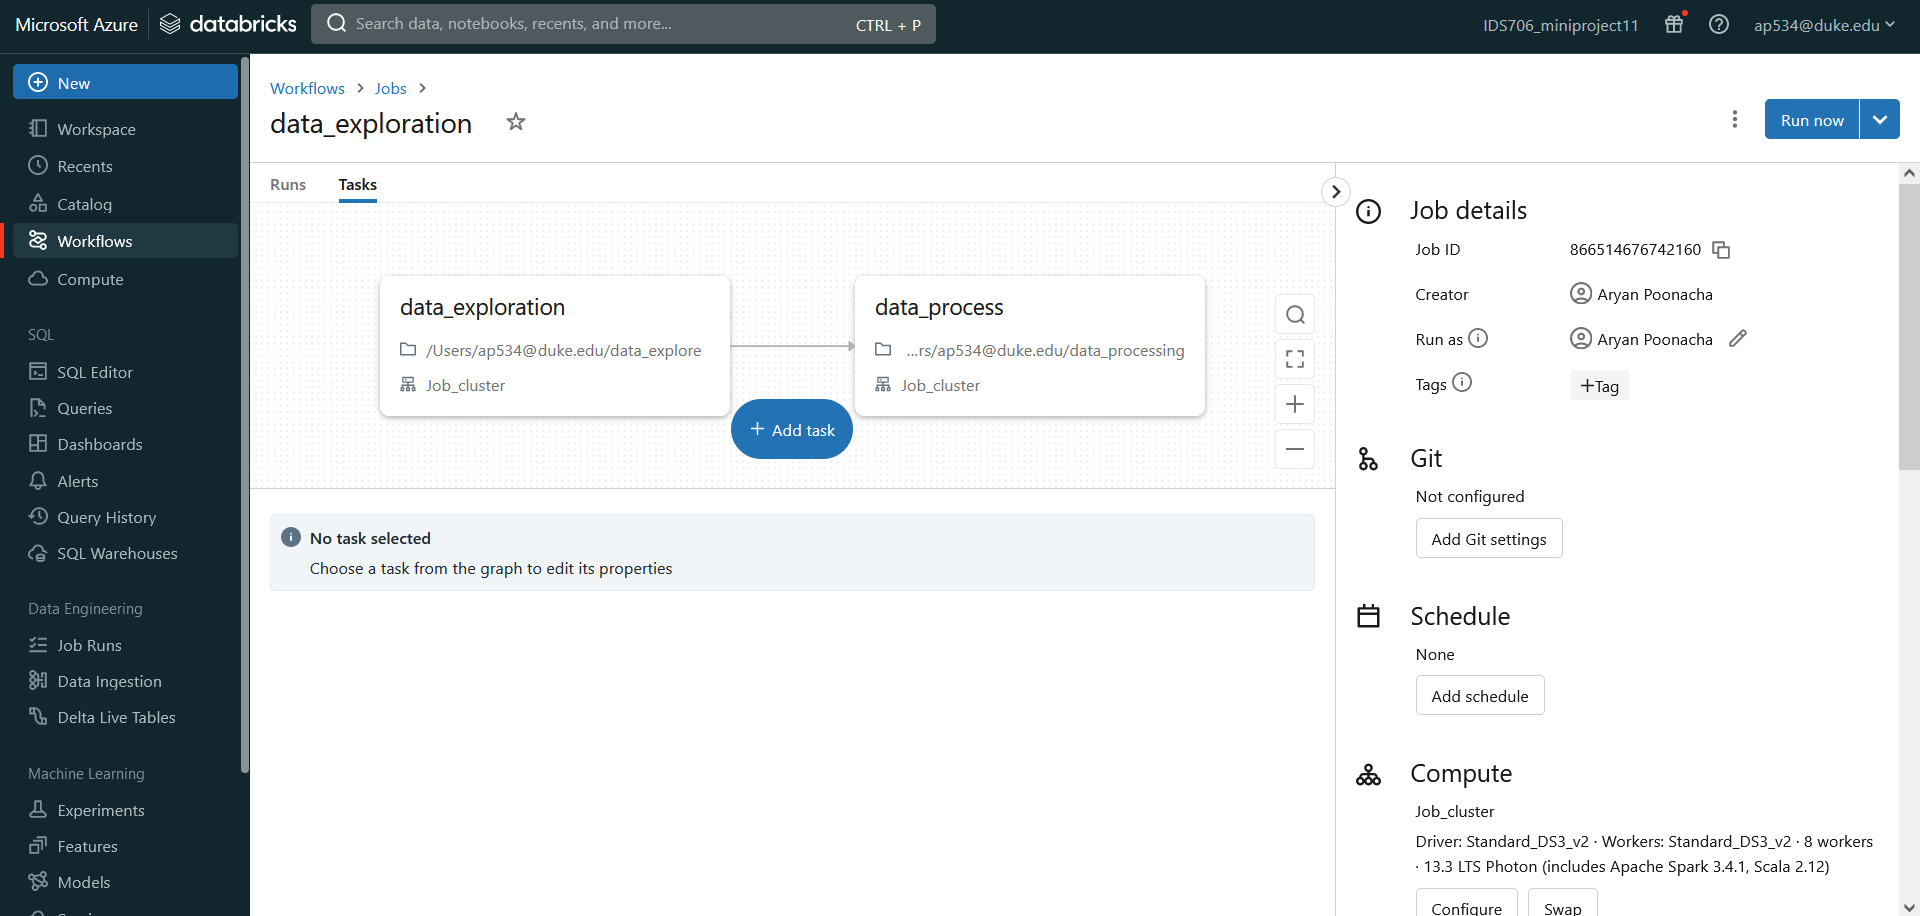 Microsoft Azure
databricks
Search data, notebooks, recents, and more...
CTRL + P
IDS706_miniproject11
ap534@duke.edu
New
Workspace
Recents
Catalog
Workflows
Compute
SQL
SQL Editor
Queries
Dashboards
Alerts
Query History
SQL Warehouses
Data Engineering
Job Runs
Data Ingestion
Delta Live Tables
Machine Learning
Experiments
Features
Models
Workflows > Jobs >
data_exploration
Run now
Runs
Tasks
data_exploration
/Users/ap534@duke.edu/data_explore
Job_cluster
data_process
...rs/ap534@duke.edu/data_processing
Job_cluster
+ Add task
No task selected
Choose a task from the graph to edit its properties
Job details
Job ID 866514676742160
Creator Aryan Poonacha
Run as Aryan Poonacha
Tags +Tag
Git
Not configured
Add Git settings
Schedule
None
Add schedule
Compute
Job_cluster
Driver: Standard_DS3_v2 · Workers: Standard_DS3_v2 · 8 workers
· 13.3 LTS Photon (includes Apache Spark 3.4.1, Scala 2.12)
Configure
Swap